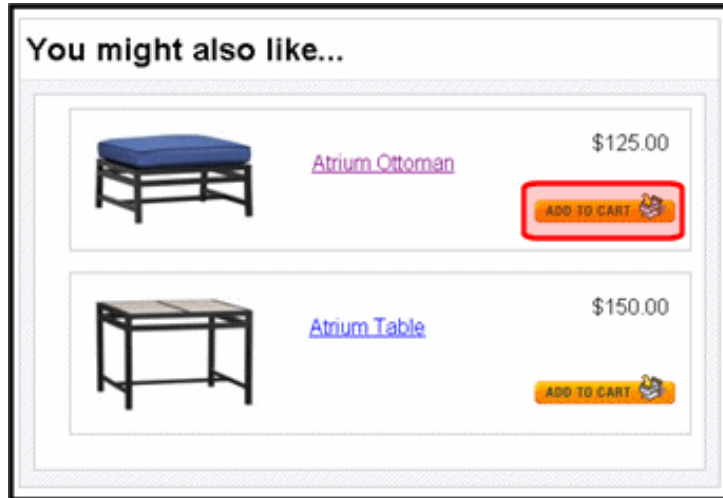 You might also like...
Atrium Ottoman
$125.00
ADD TO CART
Atrium Table
$150.00
ADD TO CART